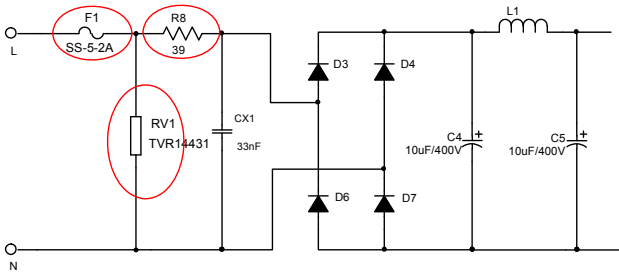 F1
R8
L1
L
SS-5-2A
39
D3
D4
RV1
TVR14431
CX1
33nF
C4
+
10uF/400V
C5
+
10uF/400V
D6
D7
N